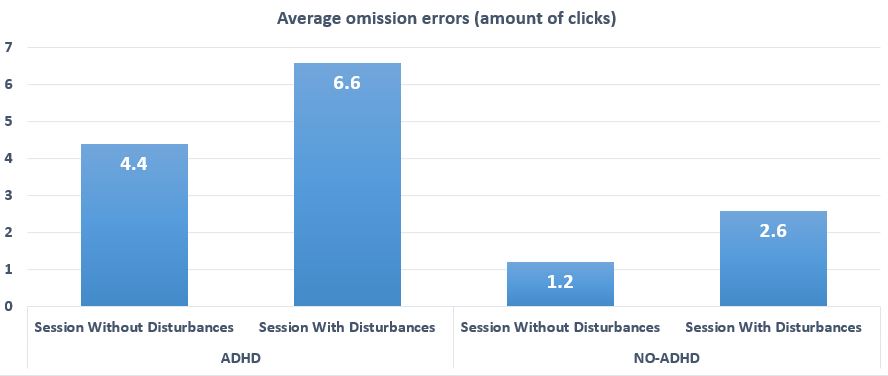 Average omission errors (amount of clicks)
7
6
5
4
3
2
1
0
4.4
6.6
1.2
2.6
Session Without Disturbances
Session With Disturbances
Session Without Disturbances
Session With Disturbances
ADHD
NO-ADHD